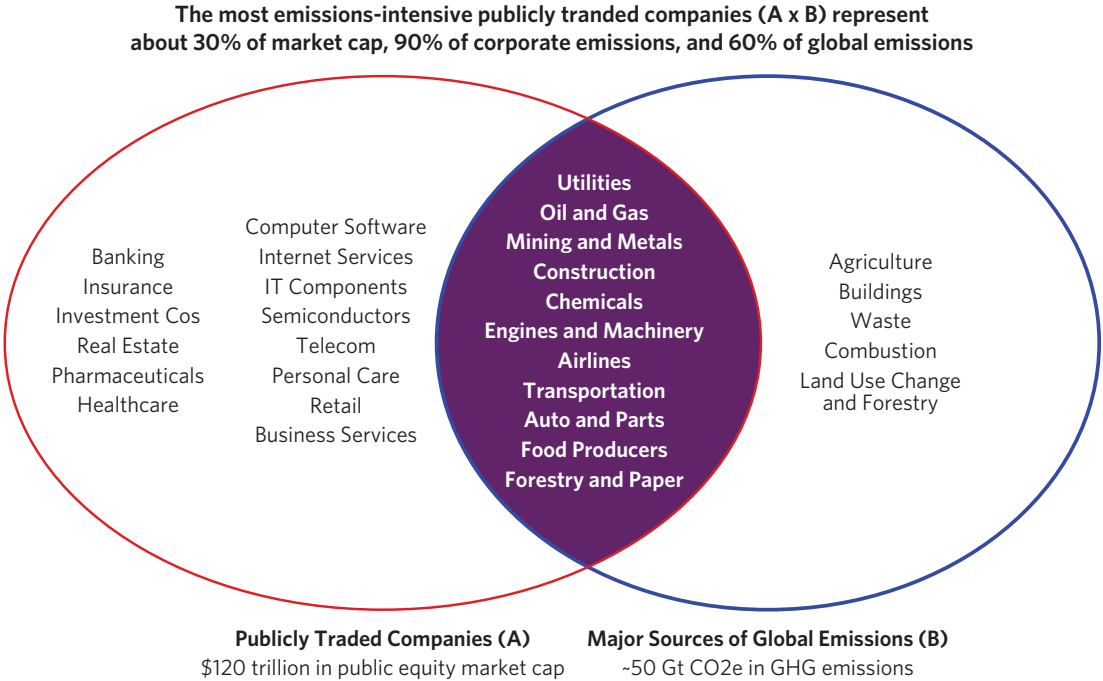 The most emissions-intensive publicly tranded companies (A x B) represent
about 30% of market cap, 90% of corporate emissions, and 60% of global emissions
Banking
Insurance
Investment Cos
Real Estate
Pharmaceuticals
Healthcare
Computer Software
Internet Services
IT Components
Semiconductors
Telecom
Personal Care
Retail
Business Services
Utilities
Oil and Gas
Mining and Metals
Construction
Chemicals
Engines and Machinery
Airlines
Transportation
Auto and Parts
Food Producers
Forestry and Paper
Agriculture
Buildings
Waste
Combustion
Land Use Change
and Forestry
Publicly Traded Companies (A)
$120 trillion in public equity market cap
Major Sources of Global Emissions (B)
~50 Gt CO2e in GHG emissions